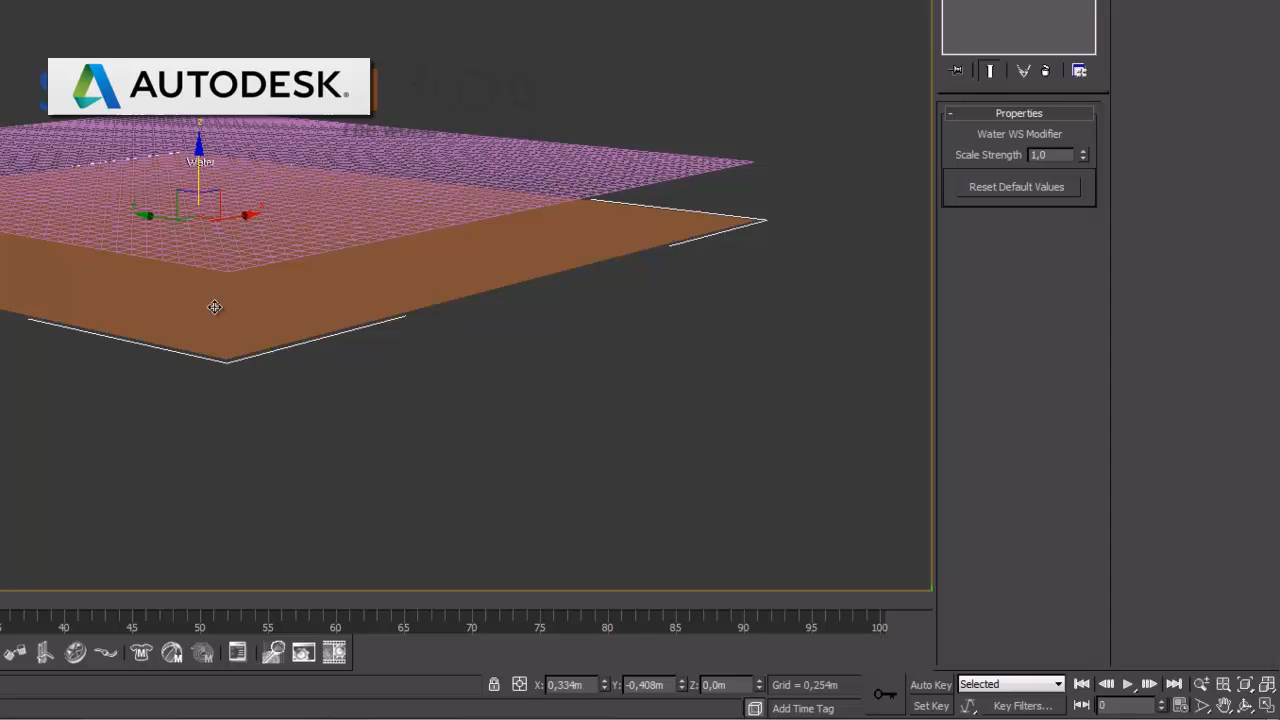 AUTODESK.
z
Water
Properties
Water WS Modifier
Scale Strength 1,0
Reset Default Values
40 45 50 55 60 65 70 75 80 85 90 95 100
X: 0,334m Y: -0,408m Z: 0,0m Grid = 0,254m
Auto Key Selected
Add Time Tag Set Key Key Filters... 0